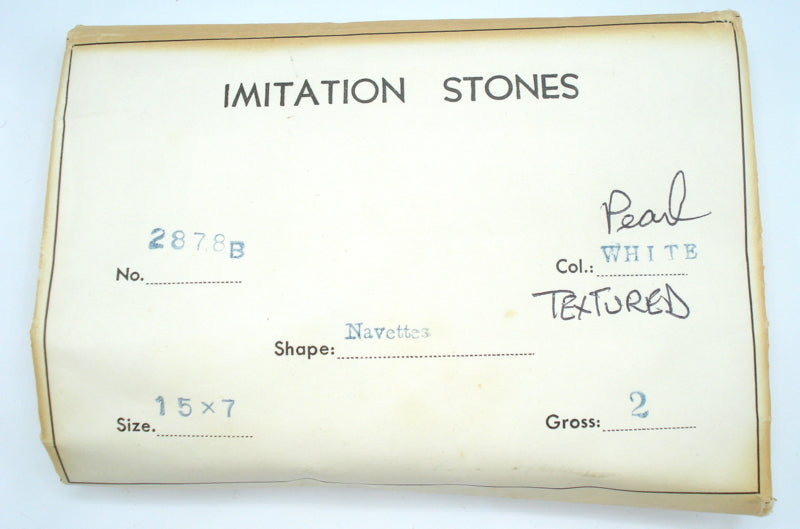 IMITATION STONES
Pearl
No. 2878B
Col.: WHITE
TEXTURED
Shape: Navettes
Size. 15×7
Gross: 2